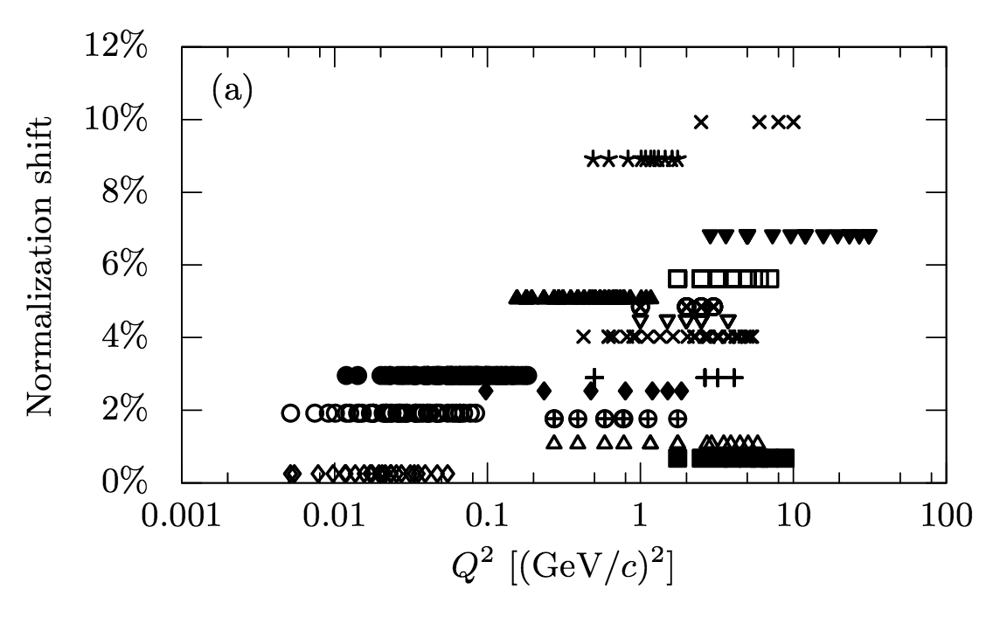 12%
(a)
10%
8%
6%
4%
2%
0%
Normalization shift
0.001 0.01 0.1 1 10 100
Q² [(GeV/c)²]